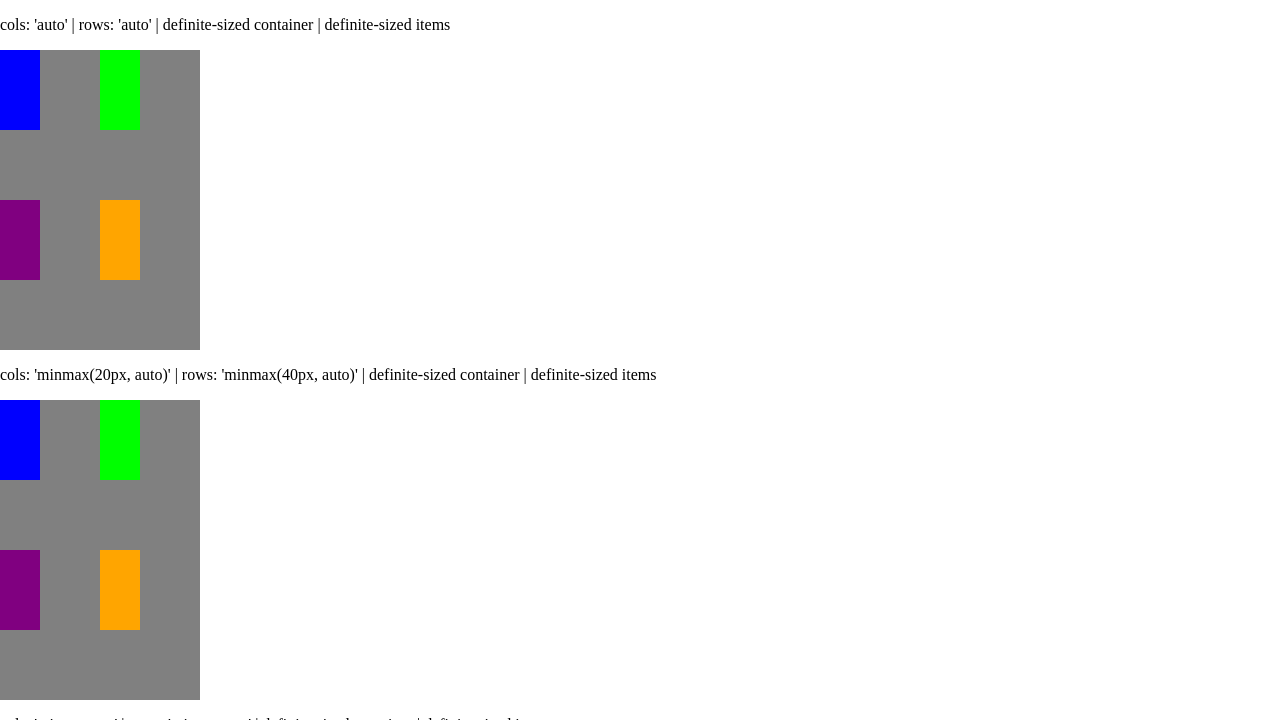 cols: 'auto' | rows: 'auto' | definite-sized container | definite-sized items
cols: 'minmax(20px, auto)' | rows: 'minmax(40px, auto)' | definite-sized container | definite-sized items